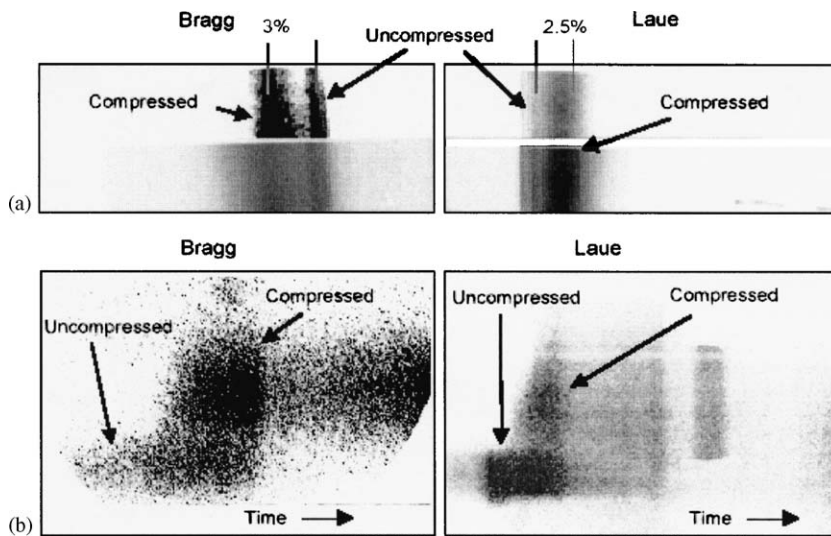 Bragg
Laue
3%
Uncompressed
2.5%
Compressed
Compressed
(a)
Bragg
Laue
Compressed
Uncompressed
Uncompressed
Compressed
(b)
Time
Time